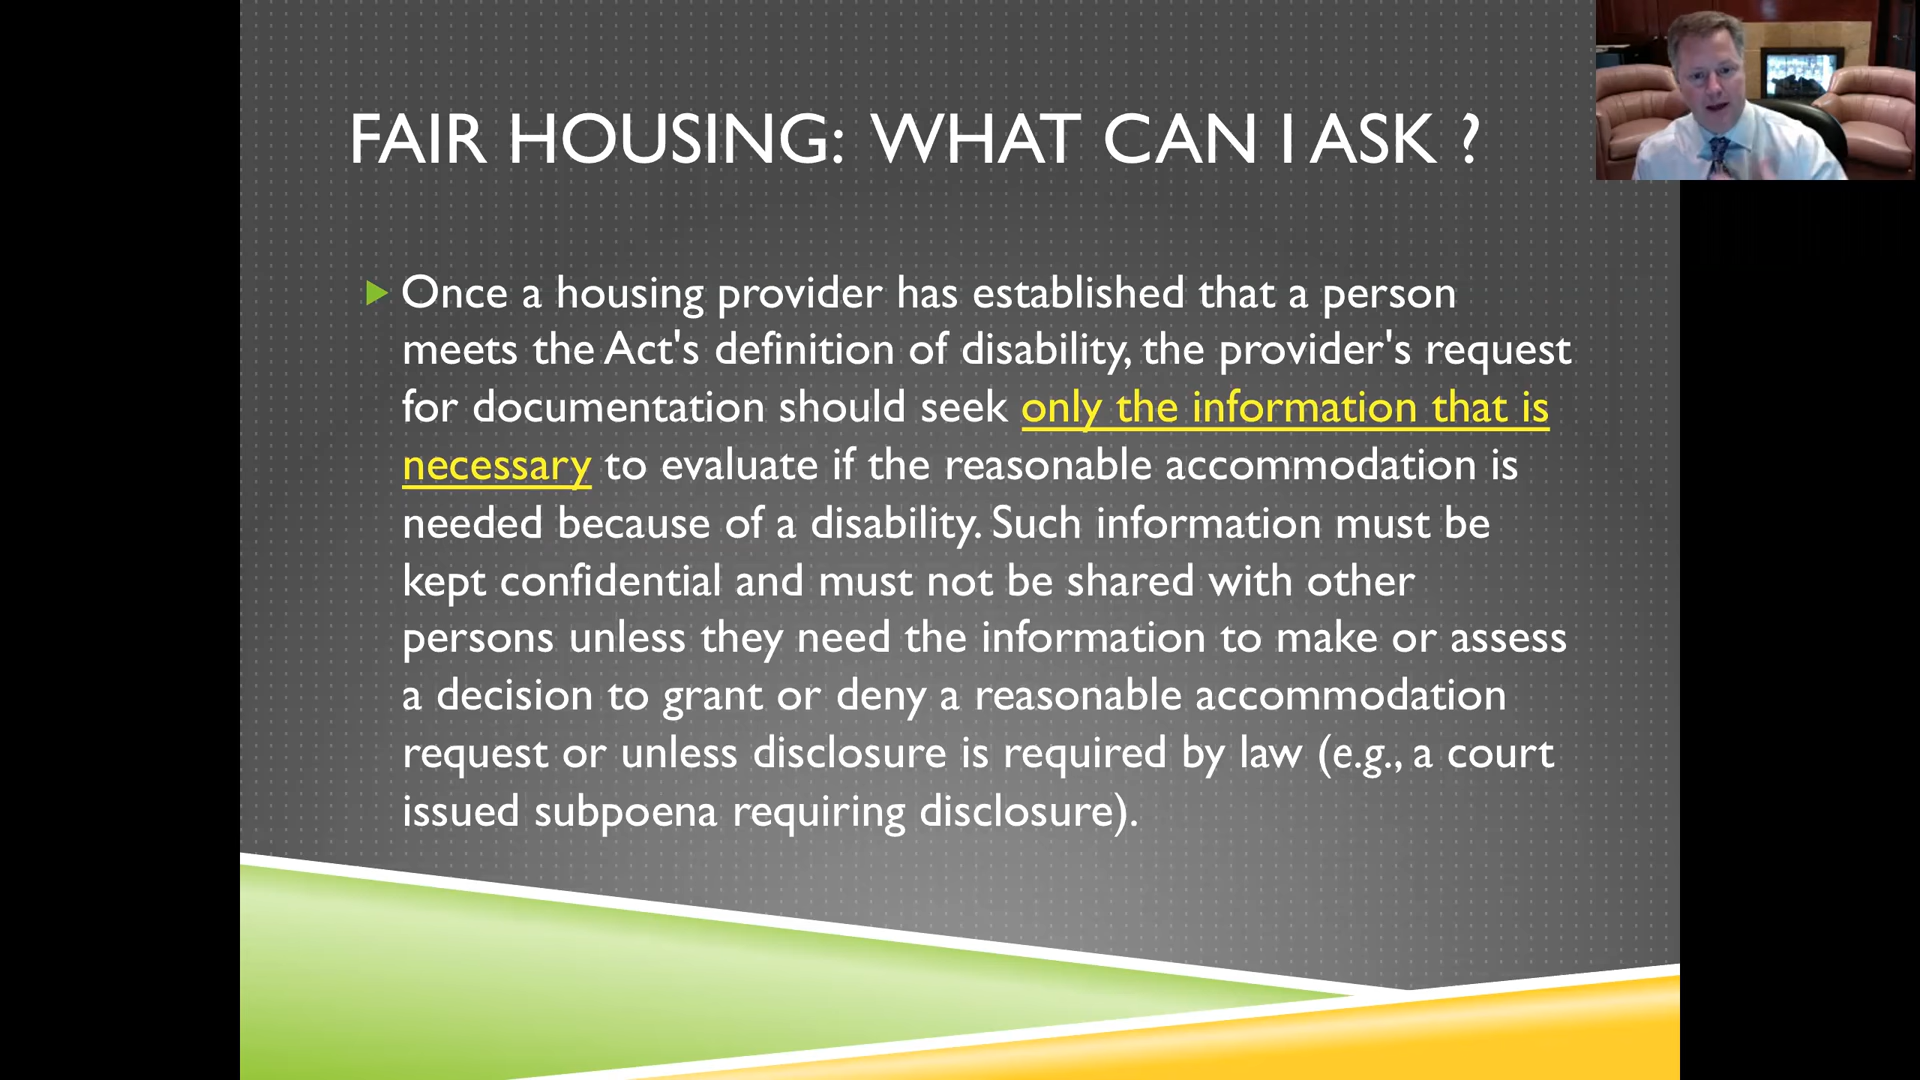 FAIR HOUSING: WHAT CAN I ASK ?
Once a housing provider has established that a person
meets the Act's definition of disability, the provider's request
for documentation should seek only the information that is
necessary to evaluate if the reasonable accommodation is
needed because of a disability. Such information must be
kept confidential and must not be shared with other
persons unless they need the information to make or assess
a decision to grant or deny a reasonable accommodation
request or unless disclosure is required by law (e.g., a court
issued subpoena requiring disclosure).